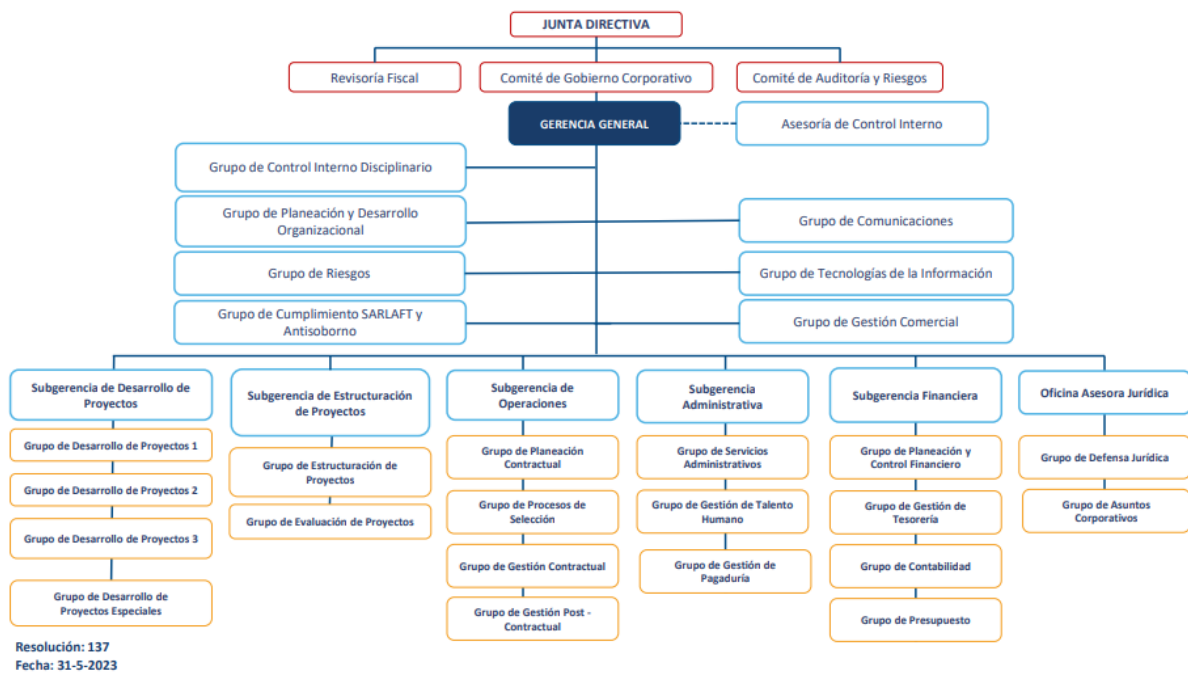 JUNTA DIRECTIVA
Revisoría Fiscal
Comité de Gobierno Corporativo
Comité de Auditoría y Riesgos
GERENCIA GENERAL
Asesoría de Control Interno
Grupo de Control Interno Disciplinario
Grupo de Planeación y Desarrollo
Organizacional
Grupo de Comunicaciones
Grupo de Riesgos
Grupo de Tecnologías de la Información
Grupo de Cumplimiento SARLAFT y
Antisoborno
Grupo de Gestión Comercial
Subgerencia de Desarrollo de
Proyectos
Grupo de Desarrollo de Proyectos 1
Grupo de Desarrollo de Proyectos 2
Grupo de Desarrollo de Proyectos 3
Grupo de Desarrollo de
Proyectos Especiales
Subgerencia de Estructuración
de Proyectos
Grupo de Estructuración de
Proyectos
Grupo de Evaluación de Proyectos
Subgerencia de
Operaciones
Grupo de Planeación
Contractual
Grupo de Procesos de
Selección
Grupo de Gestión Contractual
Grupo de Gestión Post -
Contractual
Subgerencia
Administrativa
Grupo de Servicios
Administrativos
Grupo de Gestión de Talento
Humano
Grupo de Gestión de
Pagaduría
Subgerencia Financiera
Grupo de Planeación y
Control Financiero
Grupo de Gestión de
Tesorería
Grupo de Contabilidad
Grupo de Presupuesto
Oficina Asesora Jurídica
Grupo de Defensa Jurídica
Grupo de Asuntos
Corporativos
Resolución: 137
Fecha: 31-5-2023